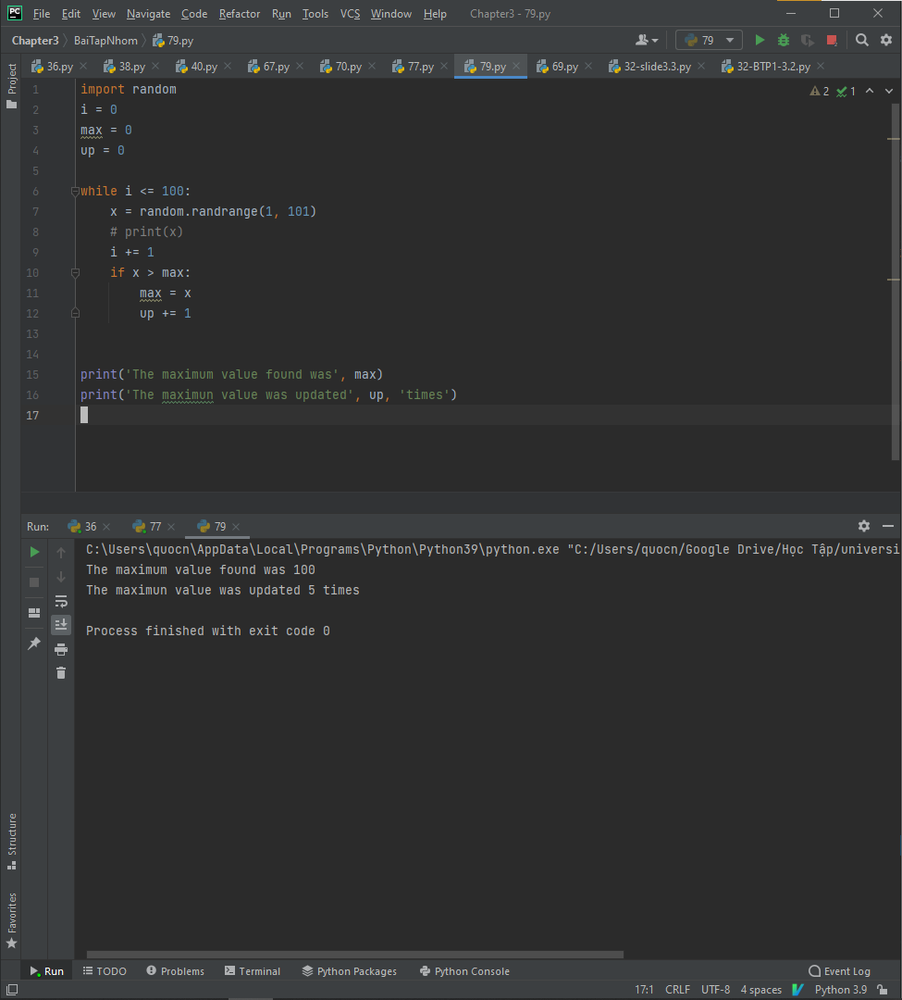 PC File Edit View Navigate Code Refactor Run Tools VCS Window Help Chapter3 - 79.py
Chapter3 BaiTapNhom 79.py 79
36.py 38.py 40.py 67.py 70.py 77.py 79.py 69.py 32-slide3.3.py 32-BTP1-3.2.py
Project
1 import random 2 1
2 i = 0
3 max = 0
4 up = 0
5
6 while i <= 100:
7 x = random.randrange(1, 101)
8 # print(x)
9 i += 1
10 if x > max:
11 max = x
12 up += 1
13
14
15 print('The maximum value found was', max)
16 print('The maximun value was updated', up, 'times')
17
Run: 36 77 79
C:\Users\quocn\AppData\Local\Programs\Python\Python39\python.exe "C:/Users/quocn/Google Drive/Học Tập/universi
The maximum value found was 100
The maximun value was updated 5 times
Process finished with exit code 0
Structure
Favorites
Run TODO Problems Terminal Python Packages Python Console Event Log
17:1 CRLF UTF-8 4 spaces Python 3.9